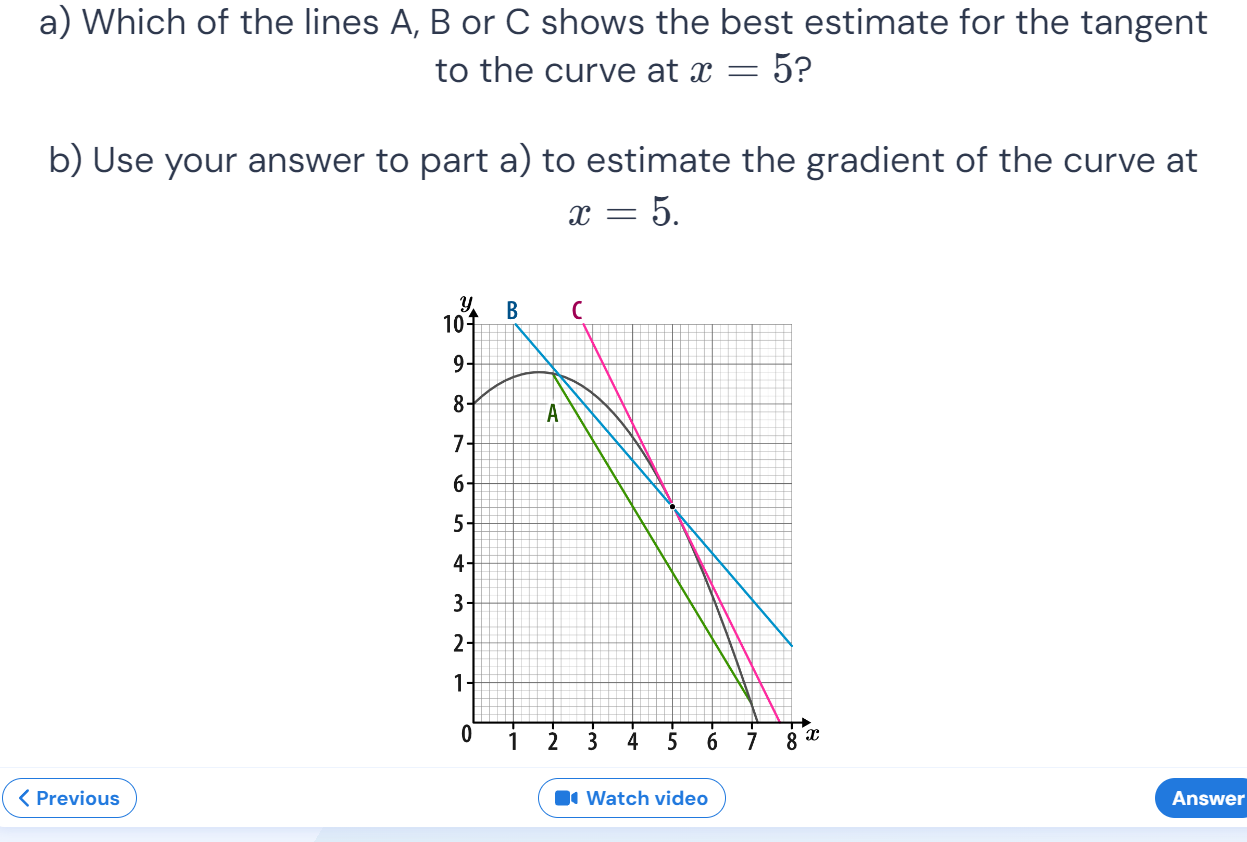 a) Which of the lines A, B or C shows the best estimate for the tangent
to the curve at x = 5?
b) Use your answer to part a) to estimate the gradient of the curve at
x = 5.
y
B
C
10
9
8
A
7
6
5
4
3
2
1
0 1 2 3 4 5 6 7 8 x
Previous
Watch video
Answer